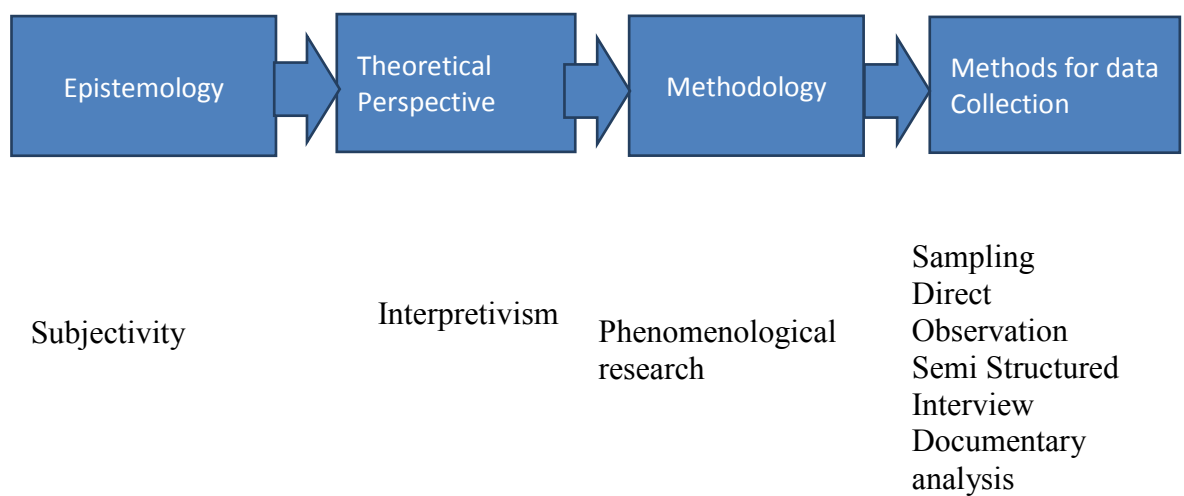 Epistemology
Theoretical
Perspective
Methodology
Methods for data
Collection
Subjectivity
Interpretivism
Phenomenological
research
Sampling
Direct
Observation
Semi Structured
Interview
Documentary
analysis